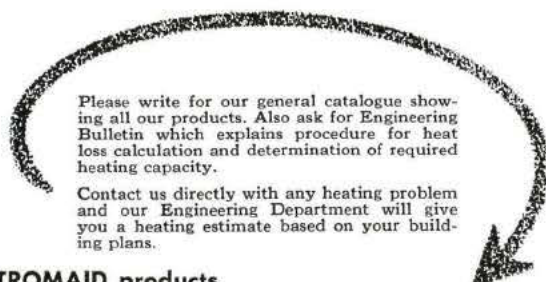 Please write for our general catalogue show-
ing all our products. Also ask for Engineering
Bulletin which explains procedure for heat
loss calculation and determination of required
heating capacity.
Contact us directly with any heating problem
and our Engineering Department will give
you a heating estimate based on your build-
ing plans.
TROMAID products